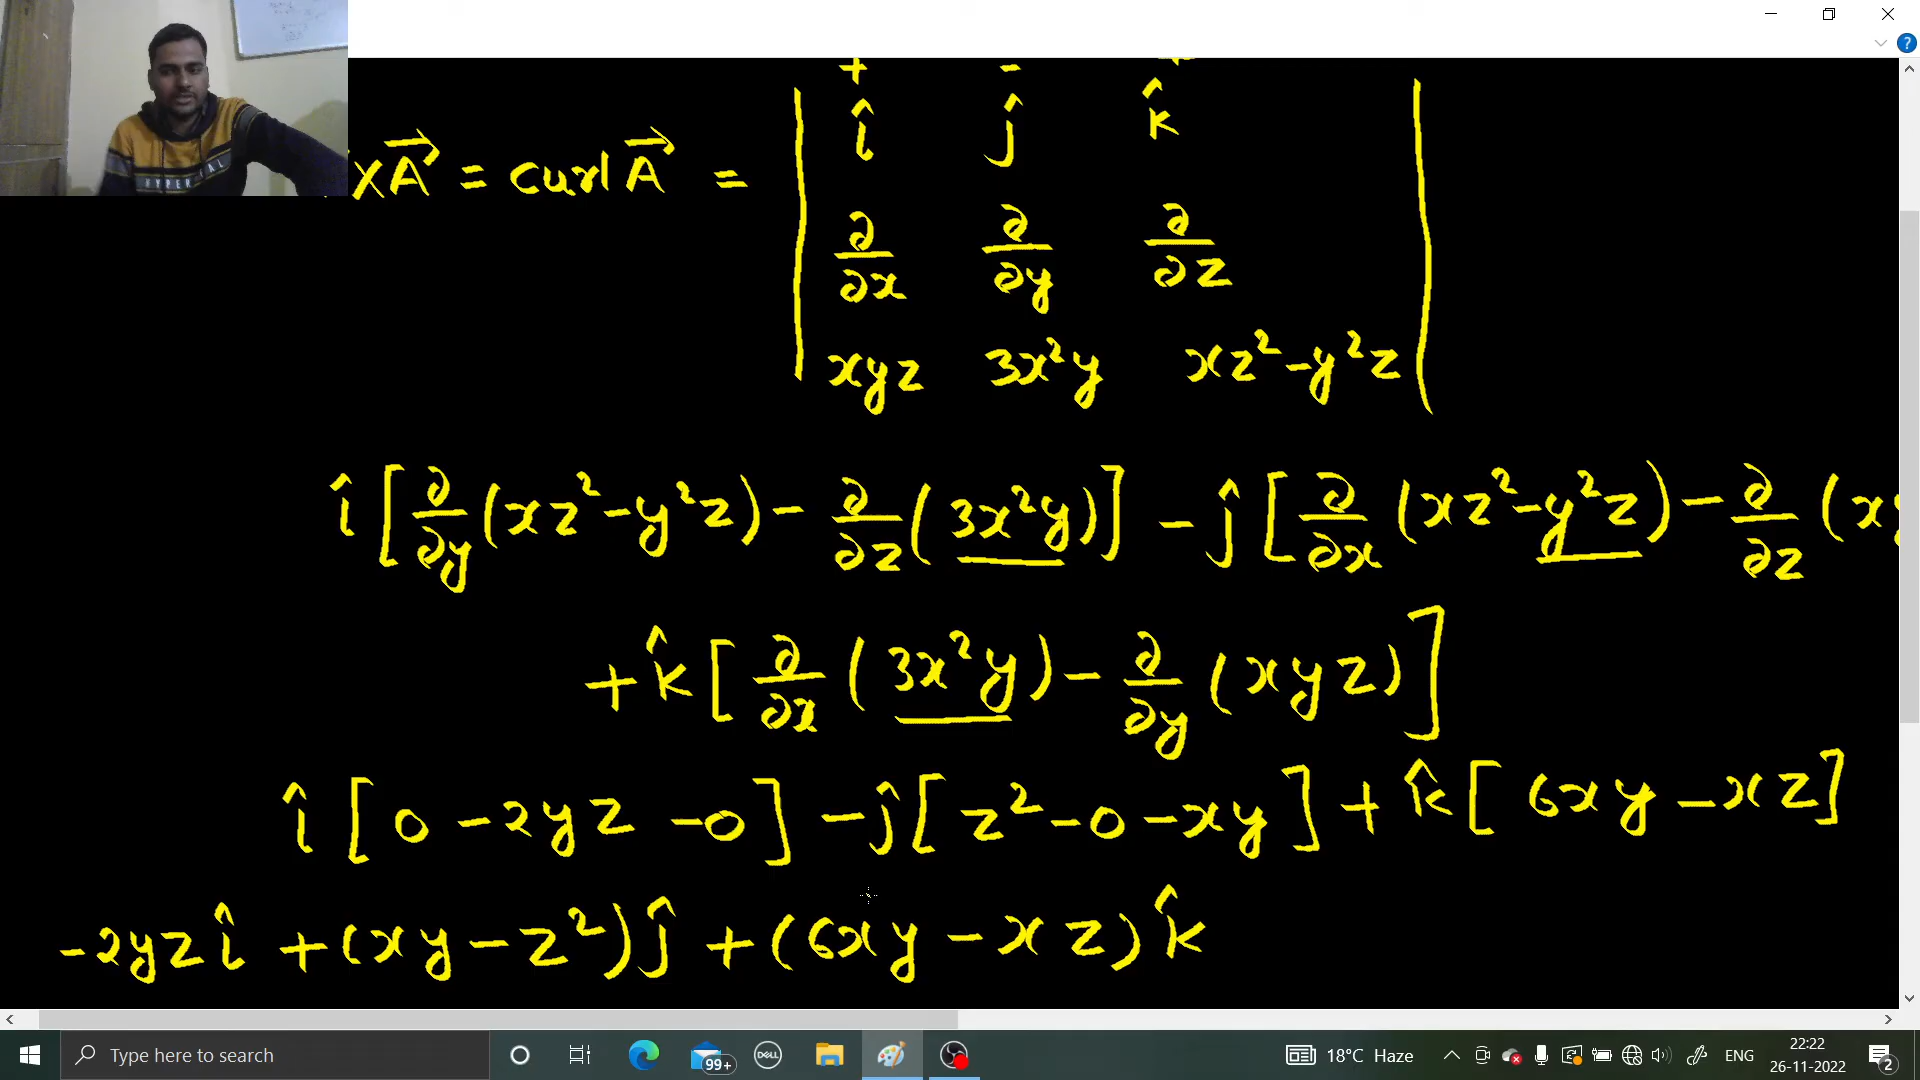 + - +
î ĵ k̂
×A⃗ = curl A⃗ =
∂/∂x ∂/∂y ∂/∂z
xyz 3x²y xz²-y²z
î [∂/∂y (xz²-y²z) - ∂/∂z (3x²y)] - ĵ [∂/∂x (xz²-y²z) - ∂/∂z (xy
+ k̂ [∂/∂x (3x²y) - ∂/∂y (xyz)]
î [0 - 2yz - 0] - ĵ [z² - 0 - xy] + k̂ [6xy - xz]
-2yz î + (xy - z²) ĵ + (6xy - xz) k̂
Type here to search
99+
DELL
18°C Haze
ENG
22:22
26-11-2022
2